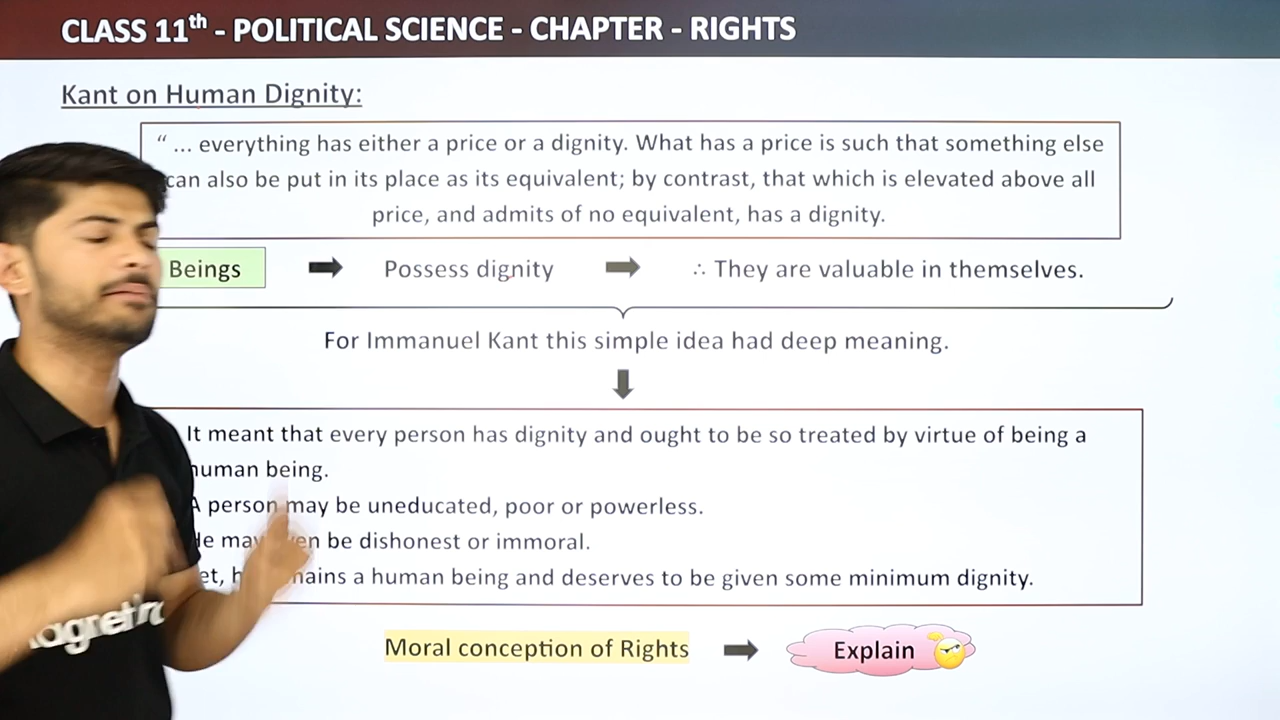 CLASS 11th - POLITICAL SCIENCE - CHAPTER - RIGHTS
Kant on Human Dignity:
“ ... everything has either a price or a dignity. What has a price is such that something else
can also be put in its place as its equivalent; by contrast, that which is elevated above all
price, and admits of no equivalent, has a dignity.
Beings Possess dignity ∴ They are valuable in themselves.
For Immanuel Kant this simple idea had deep meaning.
It meant that every person has dignity and ought to be so treated by virtue of being a
human being.
A person may be uneducated, poor or powerless.
be dishonest or immoral.
a human being and deserves to be given some minimum dignity.
Moral conception of Rights Explain